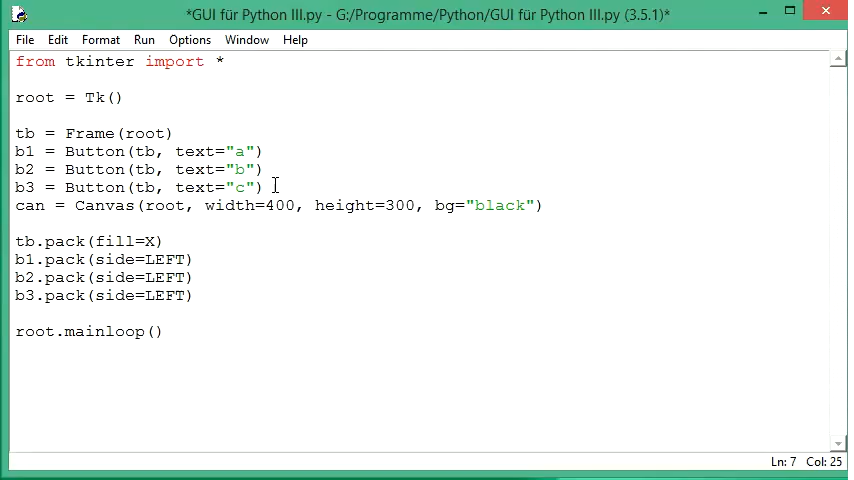 *GUI für Python III.py - G:/Programme/Python/GUI für Python III.py (3.5.1)*
File Edit Format Run Options Window Help
from tkinter import *
root = Tk()
tb = Frame(root)
b1 = Button(tb, text="a")
b2 = Button(tb, text="b")
b3 = Button(tb, text="c")
can = Canvas(root, width=400, height=300, bg="black")
tb.pack(fill=X)
b1.pack(side=LEFT)
b2.pack(side=LEFT)
b3.pack(side=LEFT)
root.mainloop()
Ln: 7 Col: 25